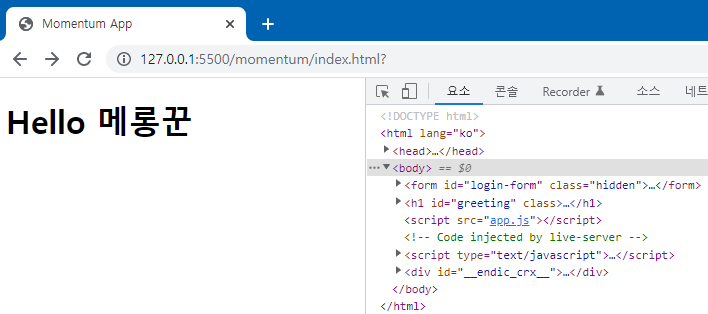 Momentum App
127.0.0.1:5500/momentum/index.html?
Hello 메롱꾼
요소 콘솔 Recorder 소스 네트
<!DOCTYPE html>
<html lang="ko">
<head>…</head>
<body> == $0
<form id="login-form" class="hidden">…</form>
<h1 id="greeting" class>…</h1>
<script src="app.js"></script>
<!-- Code injected by live-server -->
<script type="text/javascript">…</script>
<div id="__endic_crx__">…</div>
</body>
</html>